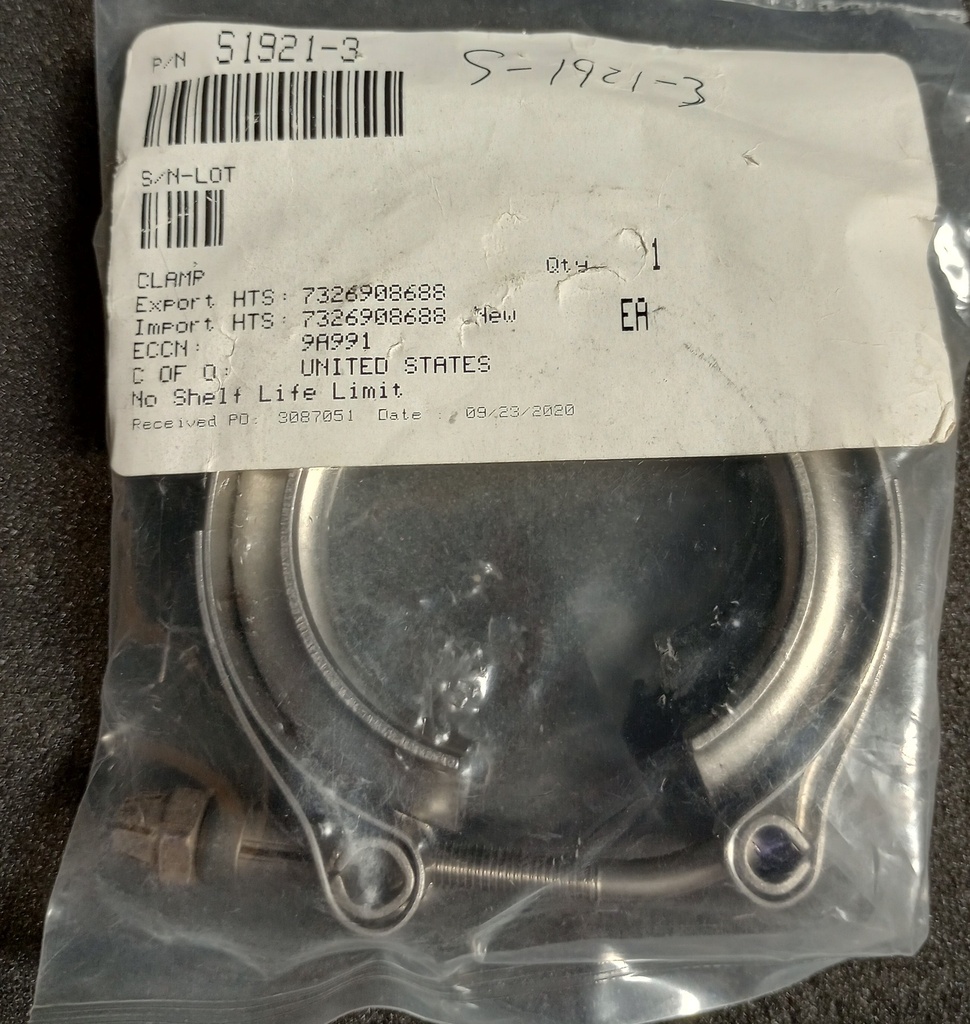 P/N S1921-3
S-1921-3
S/N-LOT
CLAMP
Qty 1
Export HTS: 7326908688
Import HTS: 7326908688 New
EA
ECCN: 9A991
C OF O: UNITED STATES
No Shelf Life Limit
Received PO: 3087051 Date : 09/23/2020